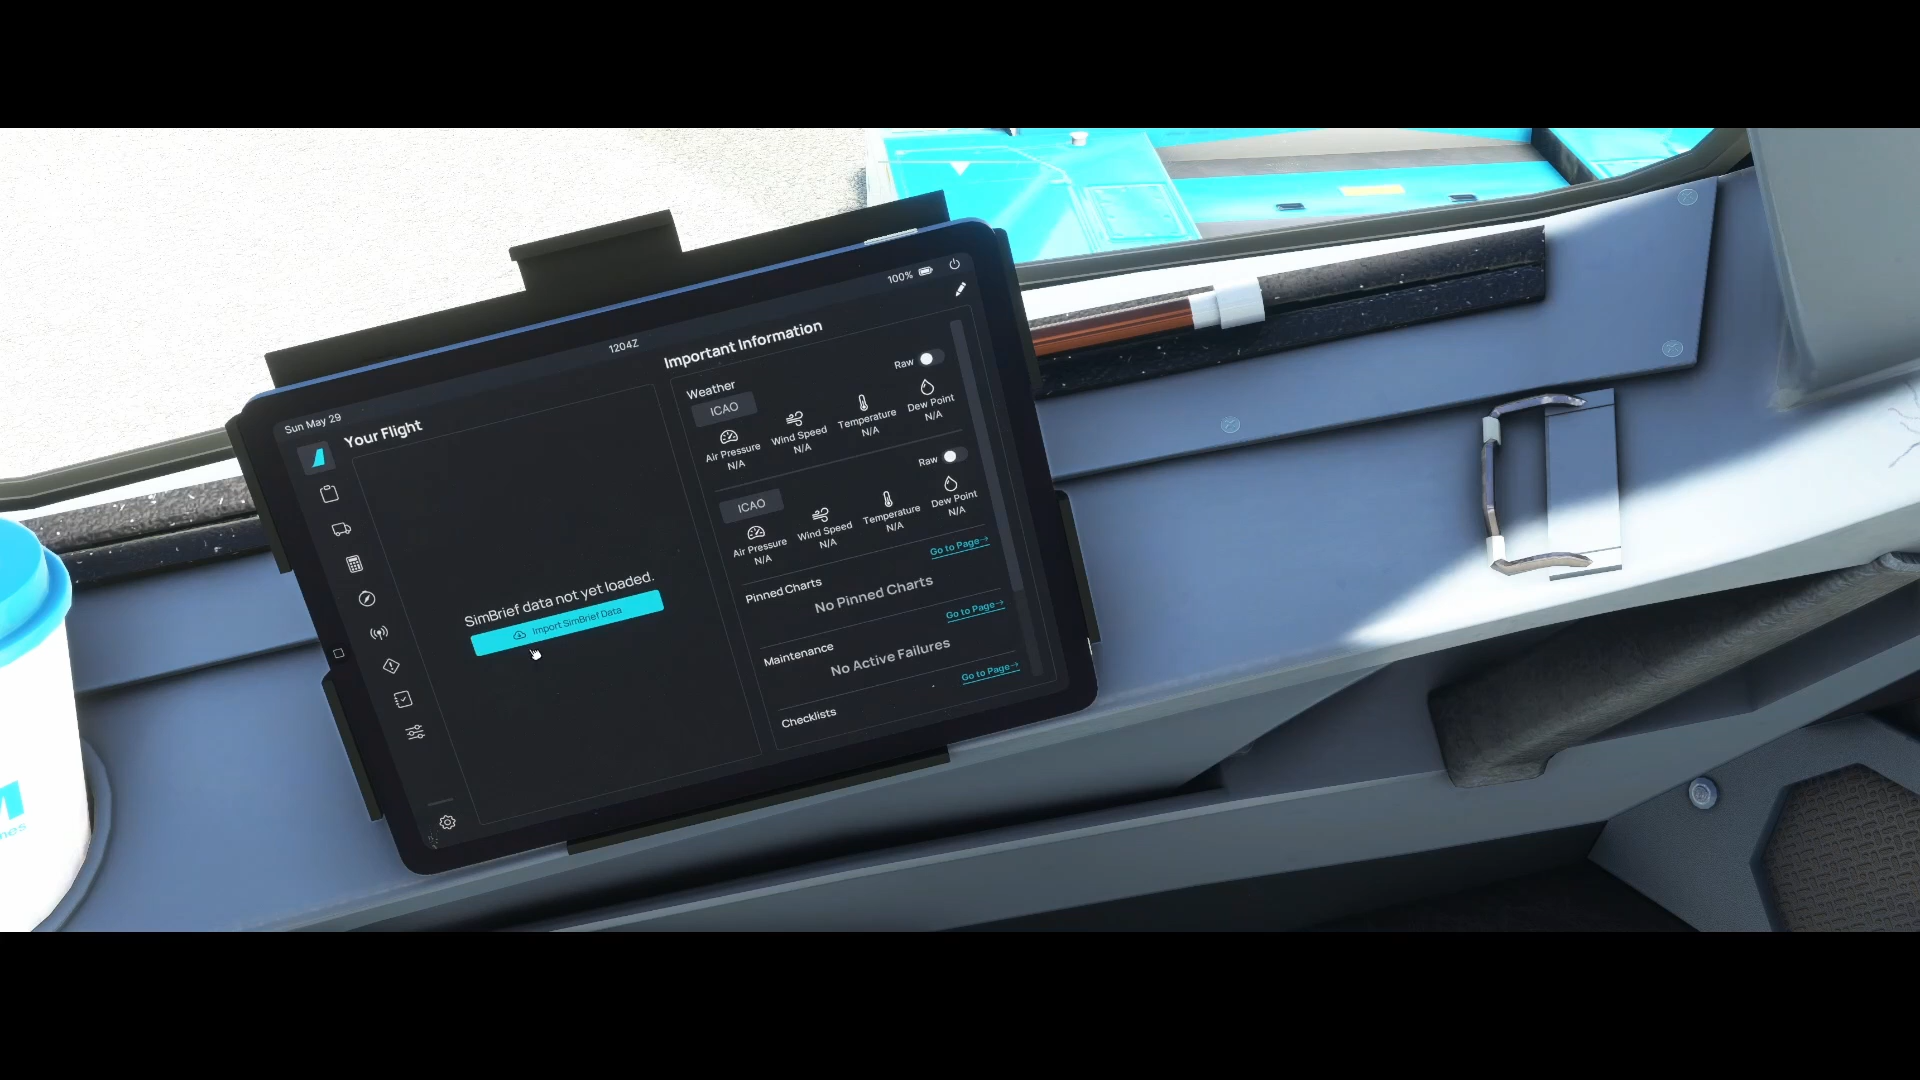 100%
1204Z
Sun May 29
Your Flight
SimBrief data not yet loaded.
Import SimBrief Data
Important Information
Weather
Raw
ICAO
Air Pressure
N/A
Wind Speed
N/A
Temperature
N/A
Dew Point
N/A
Raw
ICAO
Air Pressure
N/A
Wind Speed
N/A
Temperature
N/A
Dew Point
N/A
Pinned Charts
Go to Page
No Pinned Charts
Maintenance
Go to Page
No Active Failures
Checklists
Go to Page